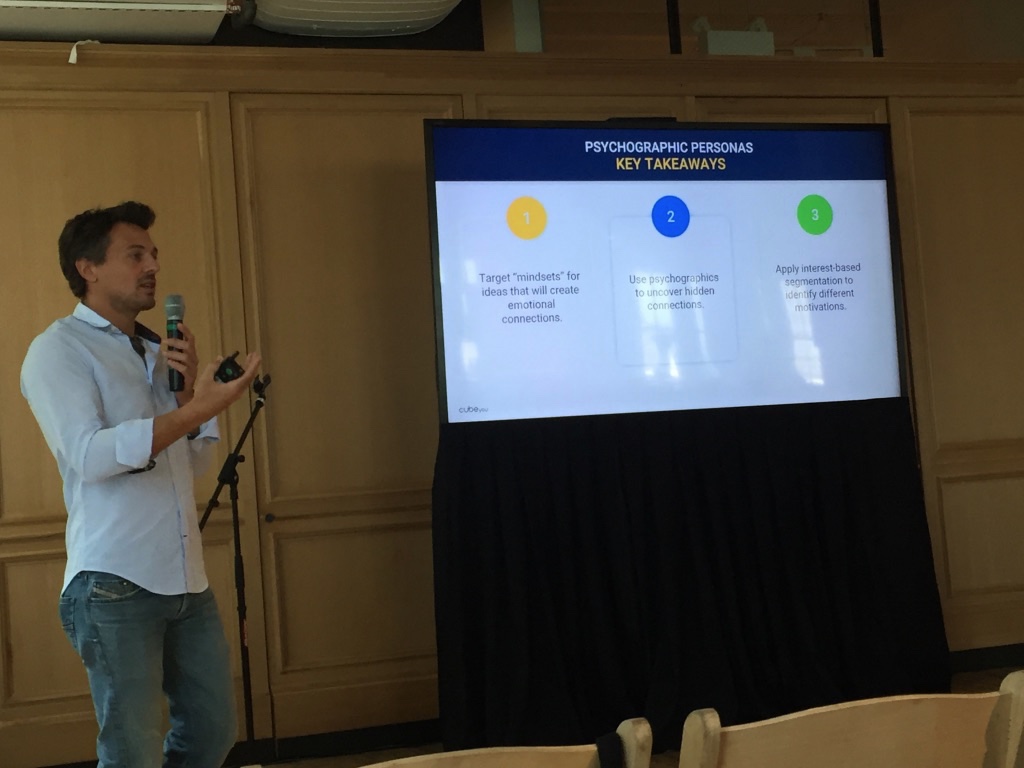 PSYCHOGRAPHIC PERSONAS
KEY TAKEAWAYS
1
2
3
Target "mindsets" for
ideas that will create
emotional
connections.
Use psychographics
to uncover hidden
connections.
Apply interest-based
segmentation to
identify different
motivations.
cubeyou